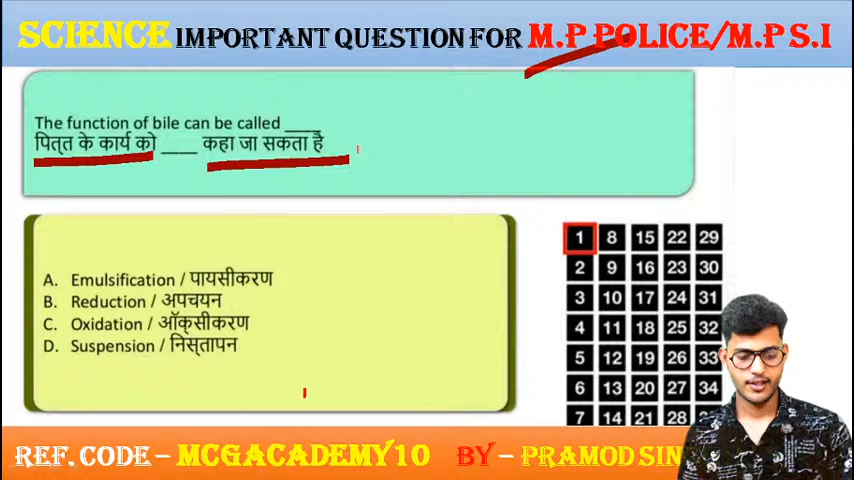 SCIENCE IMPORTANT QUESTION FOR M.P POLICE/M.P S.I
The function of bile can be called ____
पित्त के कार्य को ____ कहा जा सकता है
A. Emulsification / पायसीकरण
B. Reduction / अपचयन
C. Oxidation / ऑक्सीकरण
D. Suspension / निस्तापन
1 8 15 22 29
2 9 16 23 30
3 10 17 24 31
4 11 18 25 32
5 12 19 26 33
6 13 20 27 34
7 14 21 28
REF. CODE - MCGACADEMY10 BY - PRAMOD SIN